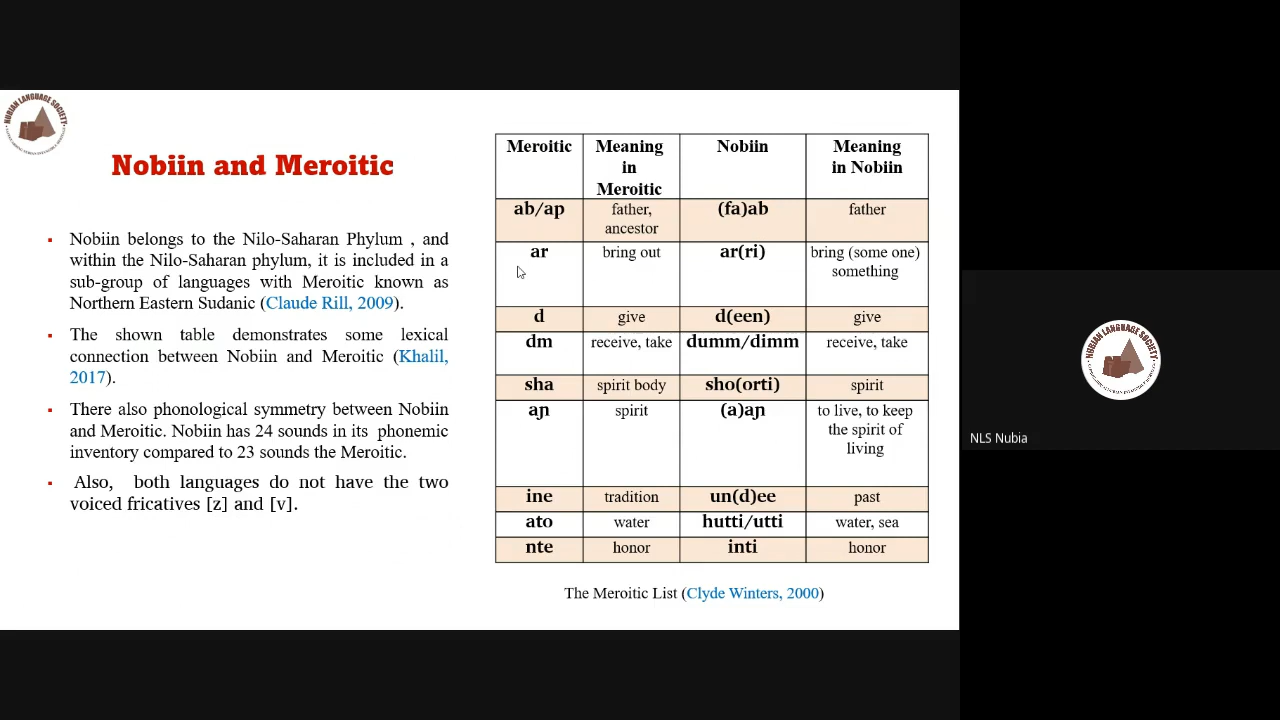 NUBIAN LANGUAGE SOCIETY
Nobiin and Meroitic
▪ Nobiin belongs to the Nilo-Saharan Phylum , and
within the Nilo-Saharan phylum, it is included in a
sub-group of languages with Meroitic known as
Northern Eastern Sudanic (Claude Rill, 2009).
▪ The shown table demonstrates some lexical
connection between Nobiin and Meroitic (Khalil,
2017).
▪ There also phonological symmetry between Nobiin
and Meroitic. Nobiin has 24 sounds in its phonemic
inventory compared to 23 sounds the Meroitic.
▪ Also, both languages do not have the two
voiced fricatives [z] and [v].
Meroitic Meaning in Meroitic Nobiin Meaning in Nobiin
ab/ap father, ancestor (fa)ab father
ar bring out ar(ri) bring (some one) something
d give d(een) give
dm receive, take dumm/dimm receive, take
sha spirit body sho(orti) spirit
aɲ spirit (a)aɲ to live, to keep the spirit of living
ine tradition un(d)ee past
ato water hutti/utti water, sea
nte honor inti honor
The Meroitic List (Clyde Winters, 2000)
NUBIAN LANGUAGE SOCIETY
NLS Nubia